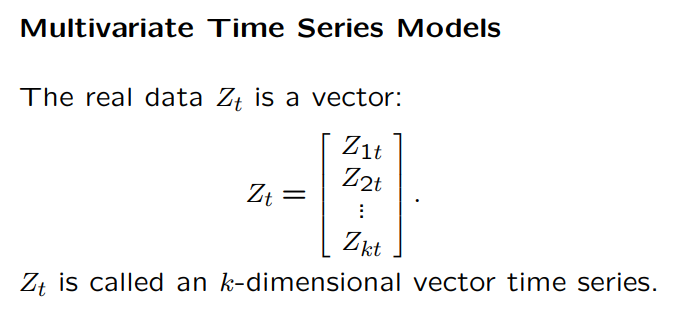 Multivariate Time Series Models
The real data Z_t is a vector:
Z_t = [ Z_{1t}
Z_{2t}
⋮
Z_{kt} ] .
Z_t is called an k-dimensional vector time series.